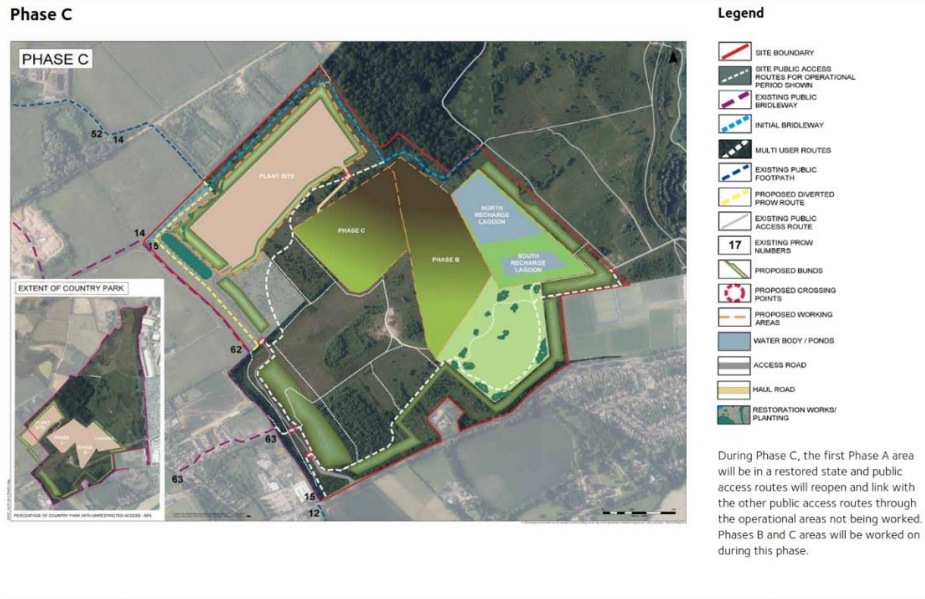 Phase C
PHASE C
52
14
PLANT SITE
PHASE C
NORTH
RECHARGE
LAGOON
SOUTH
RECHARGE
LAGOON
PHASE B
14
15
EXTENT OF COUNTRY PARK
62
63
63
15
12
Legend
SITE BOUNDARY
SITE PUBLIC ACCESS
ROUTES FOR OPERATIONAL
PERIOD SHOWN
EXISTING PUBLIC
BRIDLEWAY
INITIAL BRIDLEWAY
MULTI USER ROUTES
EXISTING PUBLIC
FOOTPATH
PROPOSED DIVERTED
PROW ROUTE
EXISTING PUBLIC
ACCESS ROUTE
17
EXISTING PROW
NUMBERS
PROPOSED BUNDS
PROPOSED CROSSING
POINTS
PROPOSED WORKING
AREAS
WATER BODY / PONDS
ACCESS ROAD
HAUL ROAD
RESTORATION WORKS/
PLANTING
During Phase C, the first Phase A area
will be in a restored state and public
access routes will reopen and link with
the other public access routes through
the operational areas not being worked.
Phases B and C areas will be worked on
during this phase.